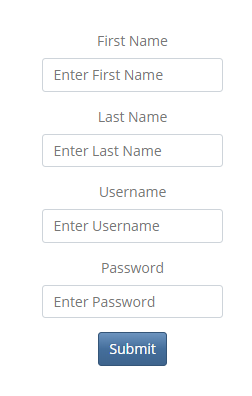 First Name
Enter First Name
Last Name
Enter Last Name
Username
Enter Username
Password
Enter Password
Submit